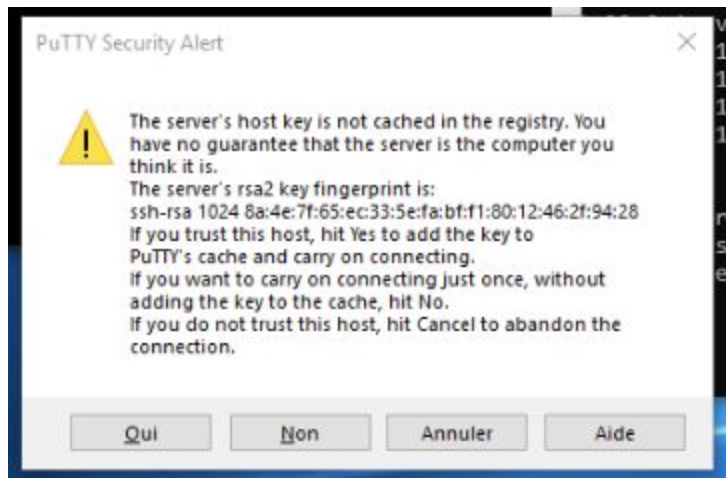 PuTTY Security Alert
The server's host key is not cached in the registry. You
have no guarantee that the server is the computer you
think it is.
The server's rsa2 key fingerprint is:
ssh-rsa 1024 8a:4e:7f:65:ec:33:5e:fa:bf:f1:80:12:46:2f:94:28
If you trust this host, hit Yes to add the key to
PuTTY's cache and carry on connecting.
If you want to carry on connecting just once, without
adding the key to the cache, hit No.
If you do not trust this host, hit Cancel to abandon the
connection.
Oui Non Annuler Aide